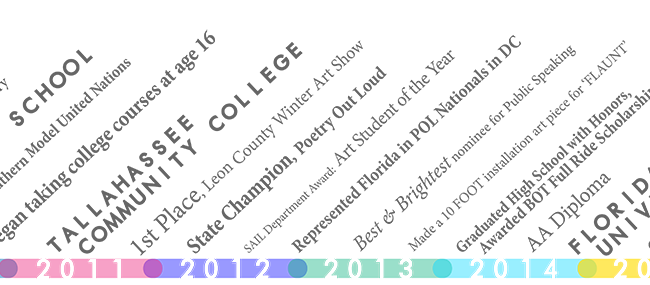 SCHOOL
Southern Model United Nations
Began taking college courses at age 16
TALLAHASSEE
COMMUNITY COLLEGE
1st Place, Leon County Winter Art Show
State Champion, Poetry Out Loud
SAIL Department Award: Art Student of the Year
Represented Florida in POL Nationals in DC
Best & Brightest nominee for Public Speaking
Made a 10 FOOT installation art piece for 'FLAUNT'
Graduated High School with Honors,
Awarded BOT Full Ride Scholarship
AA Diploma
FLORIDA
UNIV
2011 2012 2013 2014 20